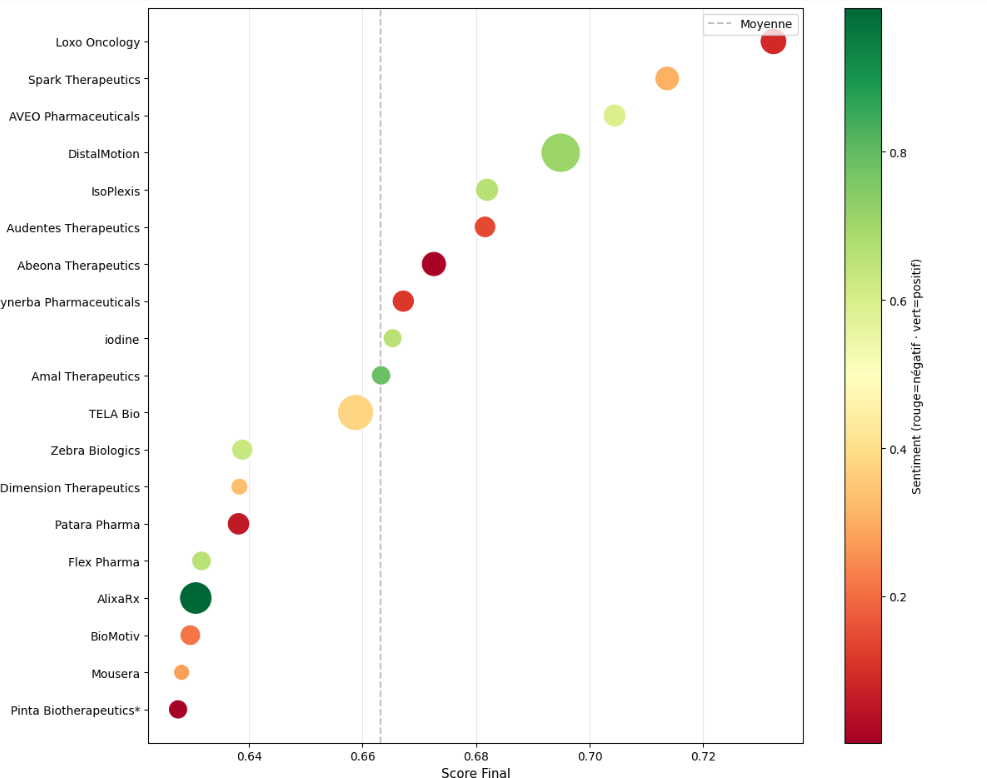 Moyenne
Loxo Oncology
Spark Therapeutics
AVEO Pharmaceuticals
DistalMotion
IsoPlexis
Audentes Therapeutics
Abeona Therapeutics
ynerba Pharmaceuticals
iodine
Amal Therapeutics
TELA Bio
Zebra Biologics
Dimension Therapeutics
Patara Pharma
Flex Pharma
AlixaRx
BioMotiv
Mousera
Pinta Biotherapeutics*
0.64 0.66 0.68 0.70 0.72
Score Final
0.8
0.6
0.4
0.2
Sentiment (rouge=négatif · vert=positif)